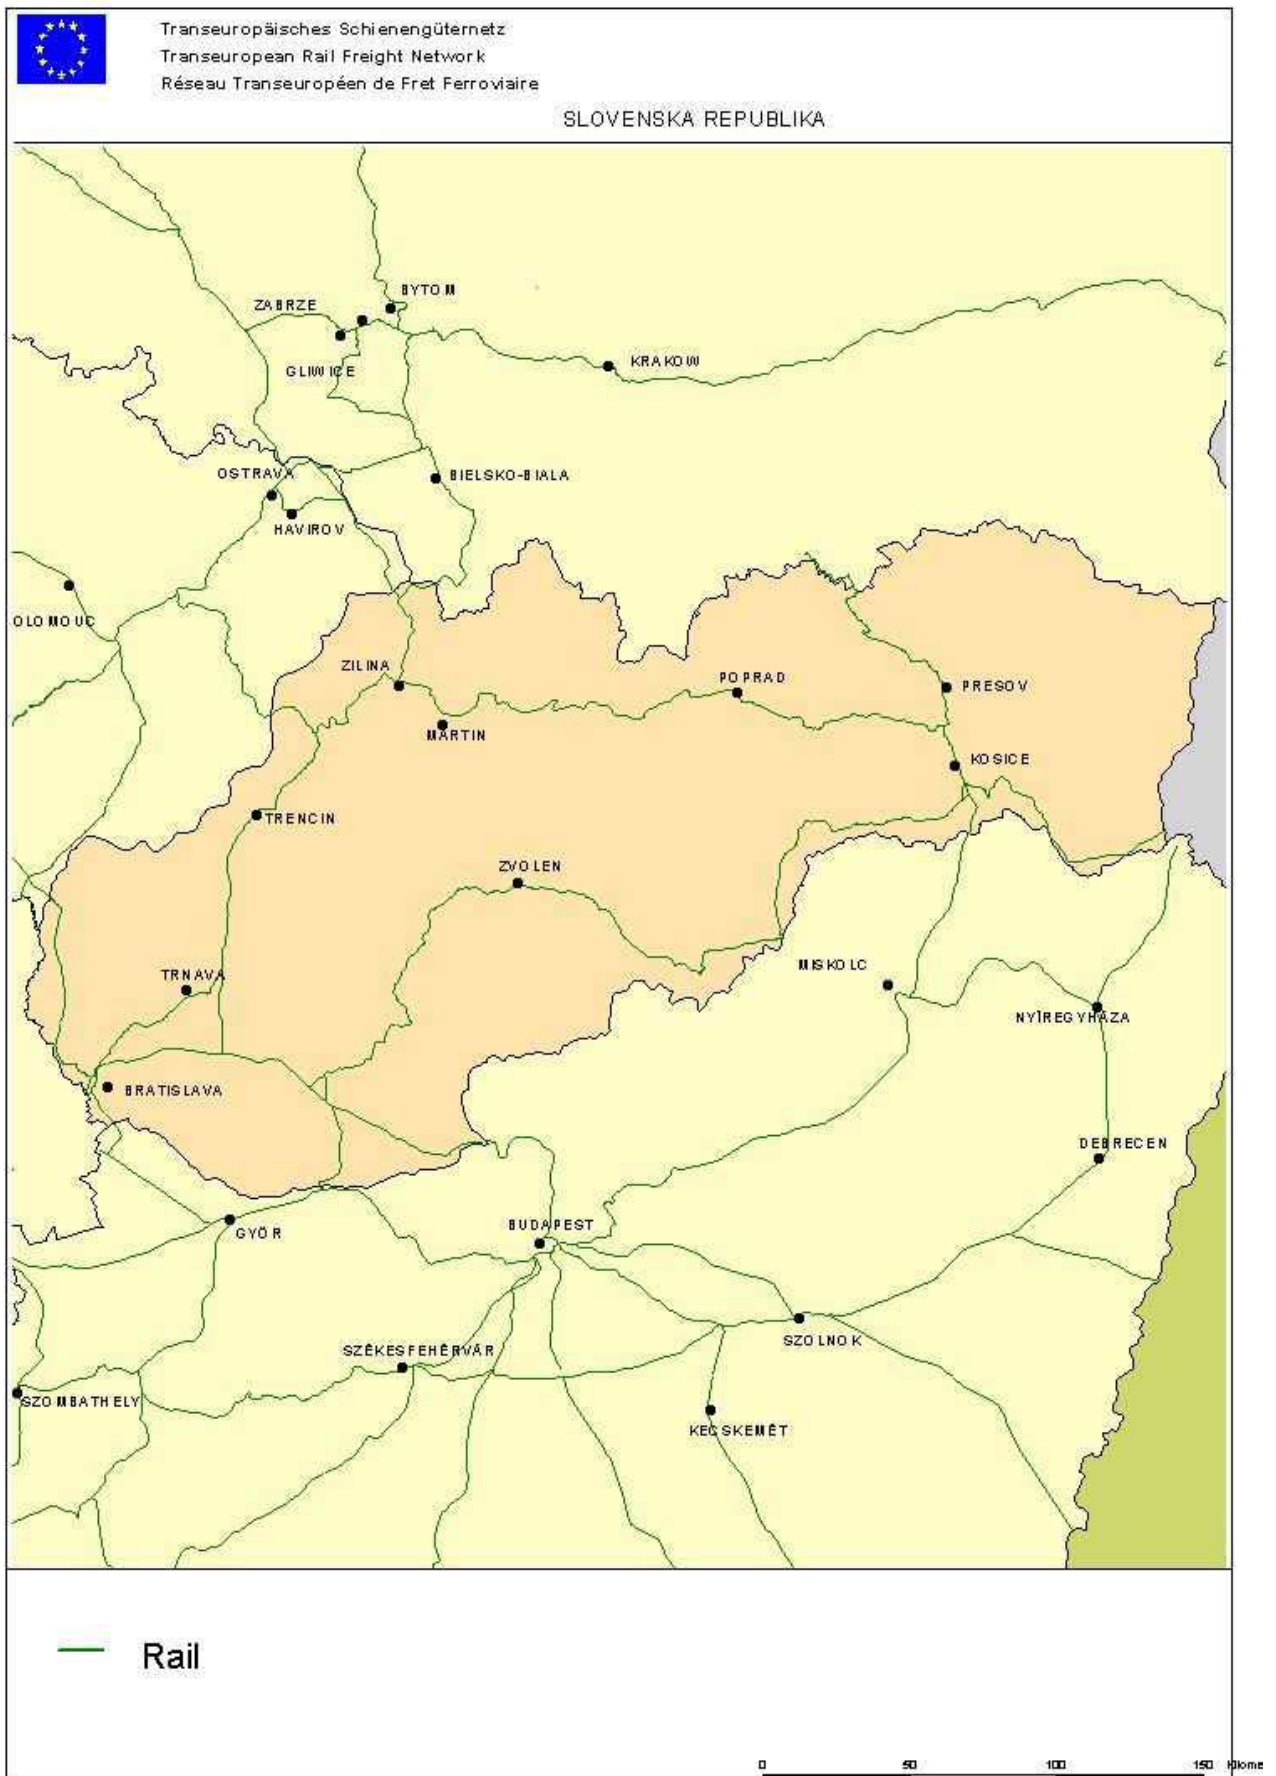 Transeuropäisches Schienengüternetz
Transeuropean Rail Freight Network
Réseau Transeuropéen de Fret Ferroviaire
SLOVENSKA REPUBLIKA
BYTOM
ZABRZE
KRAKOW
GLIWICE
OSTRAVA
BIELSKO-BIALA
HAVIROV
OLOMOUC
ZILINA
POPRAD
PRESOV
MARTIN
KOSICE
TRENCIN
ZVOLEN
MISKOLC
TRNAVA
NYÍREGYHÁZA
BRATISLAVA
DEBRECEN
BUDAPEST
GYÖR
SZOLNOK
SZÉKESFEHÉRVÁR
SZOMBATHELY
KECSKEMÉT
Rail
0 50 100 150 Kilome